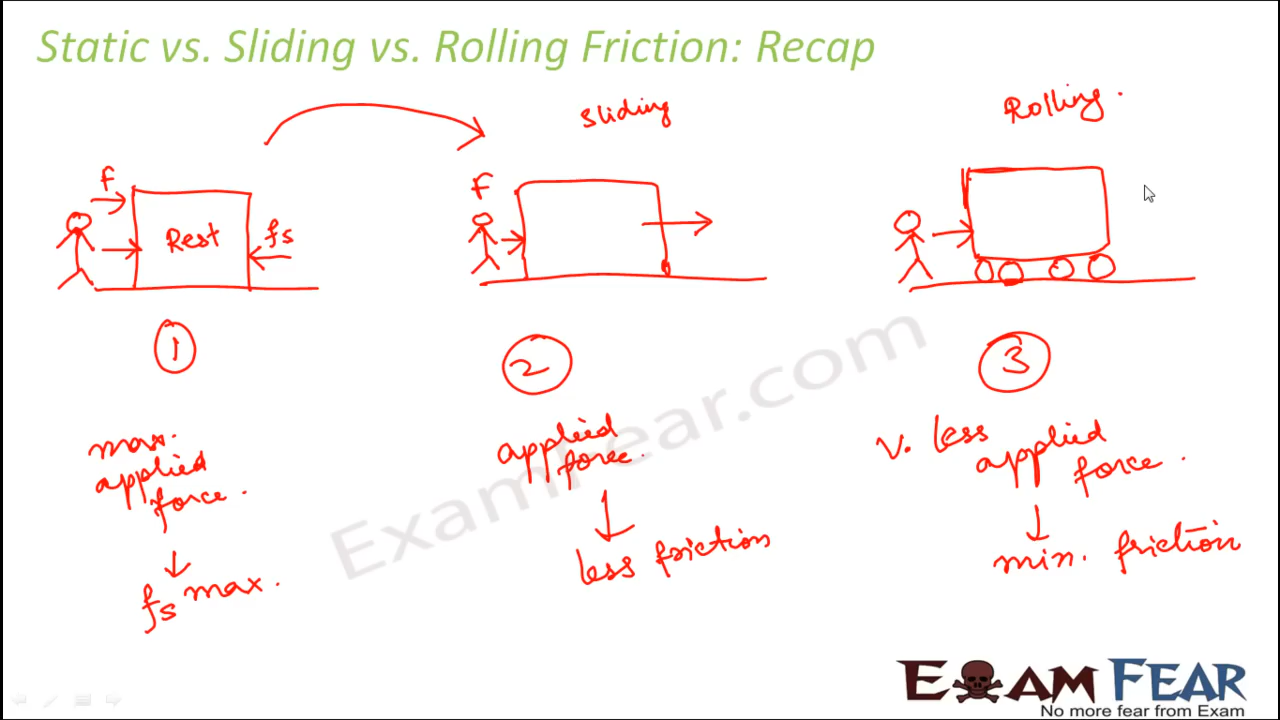 Static vs. Sliding vs. Rolling Friction: Recap
f
Rest
fs
1
max.
applied
force.
fs max.
Sliding
F
2
applied
force.
less friction
Rolling.
3
v. less
applied
force.
min. friction
Examfear.com
EXAM FEAR
No more fear from Exam